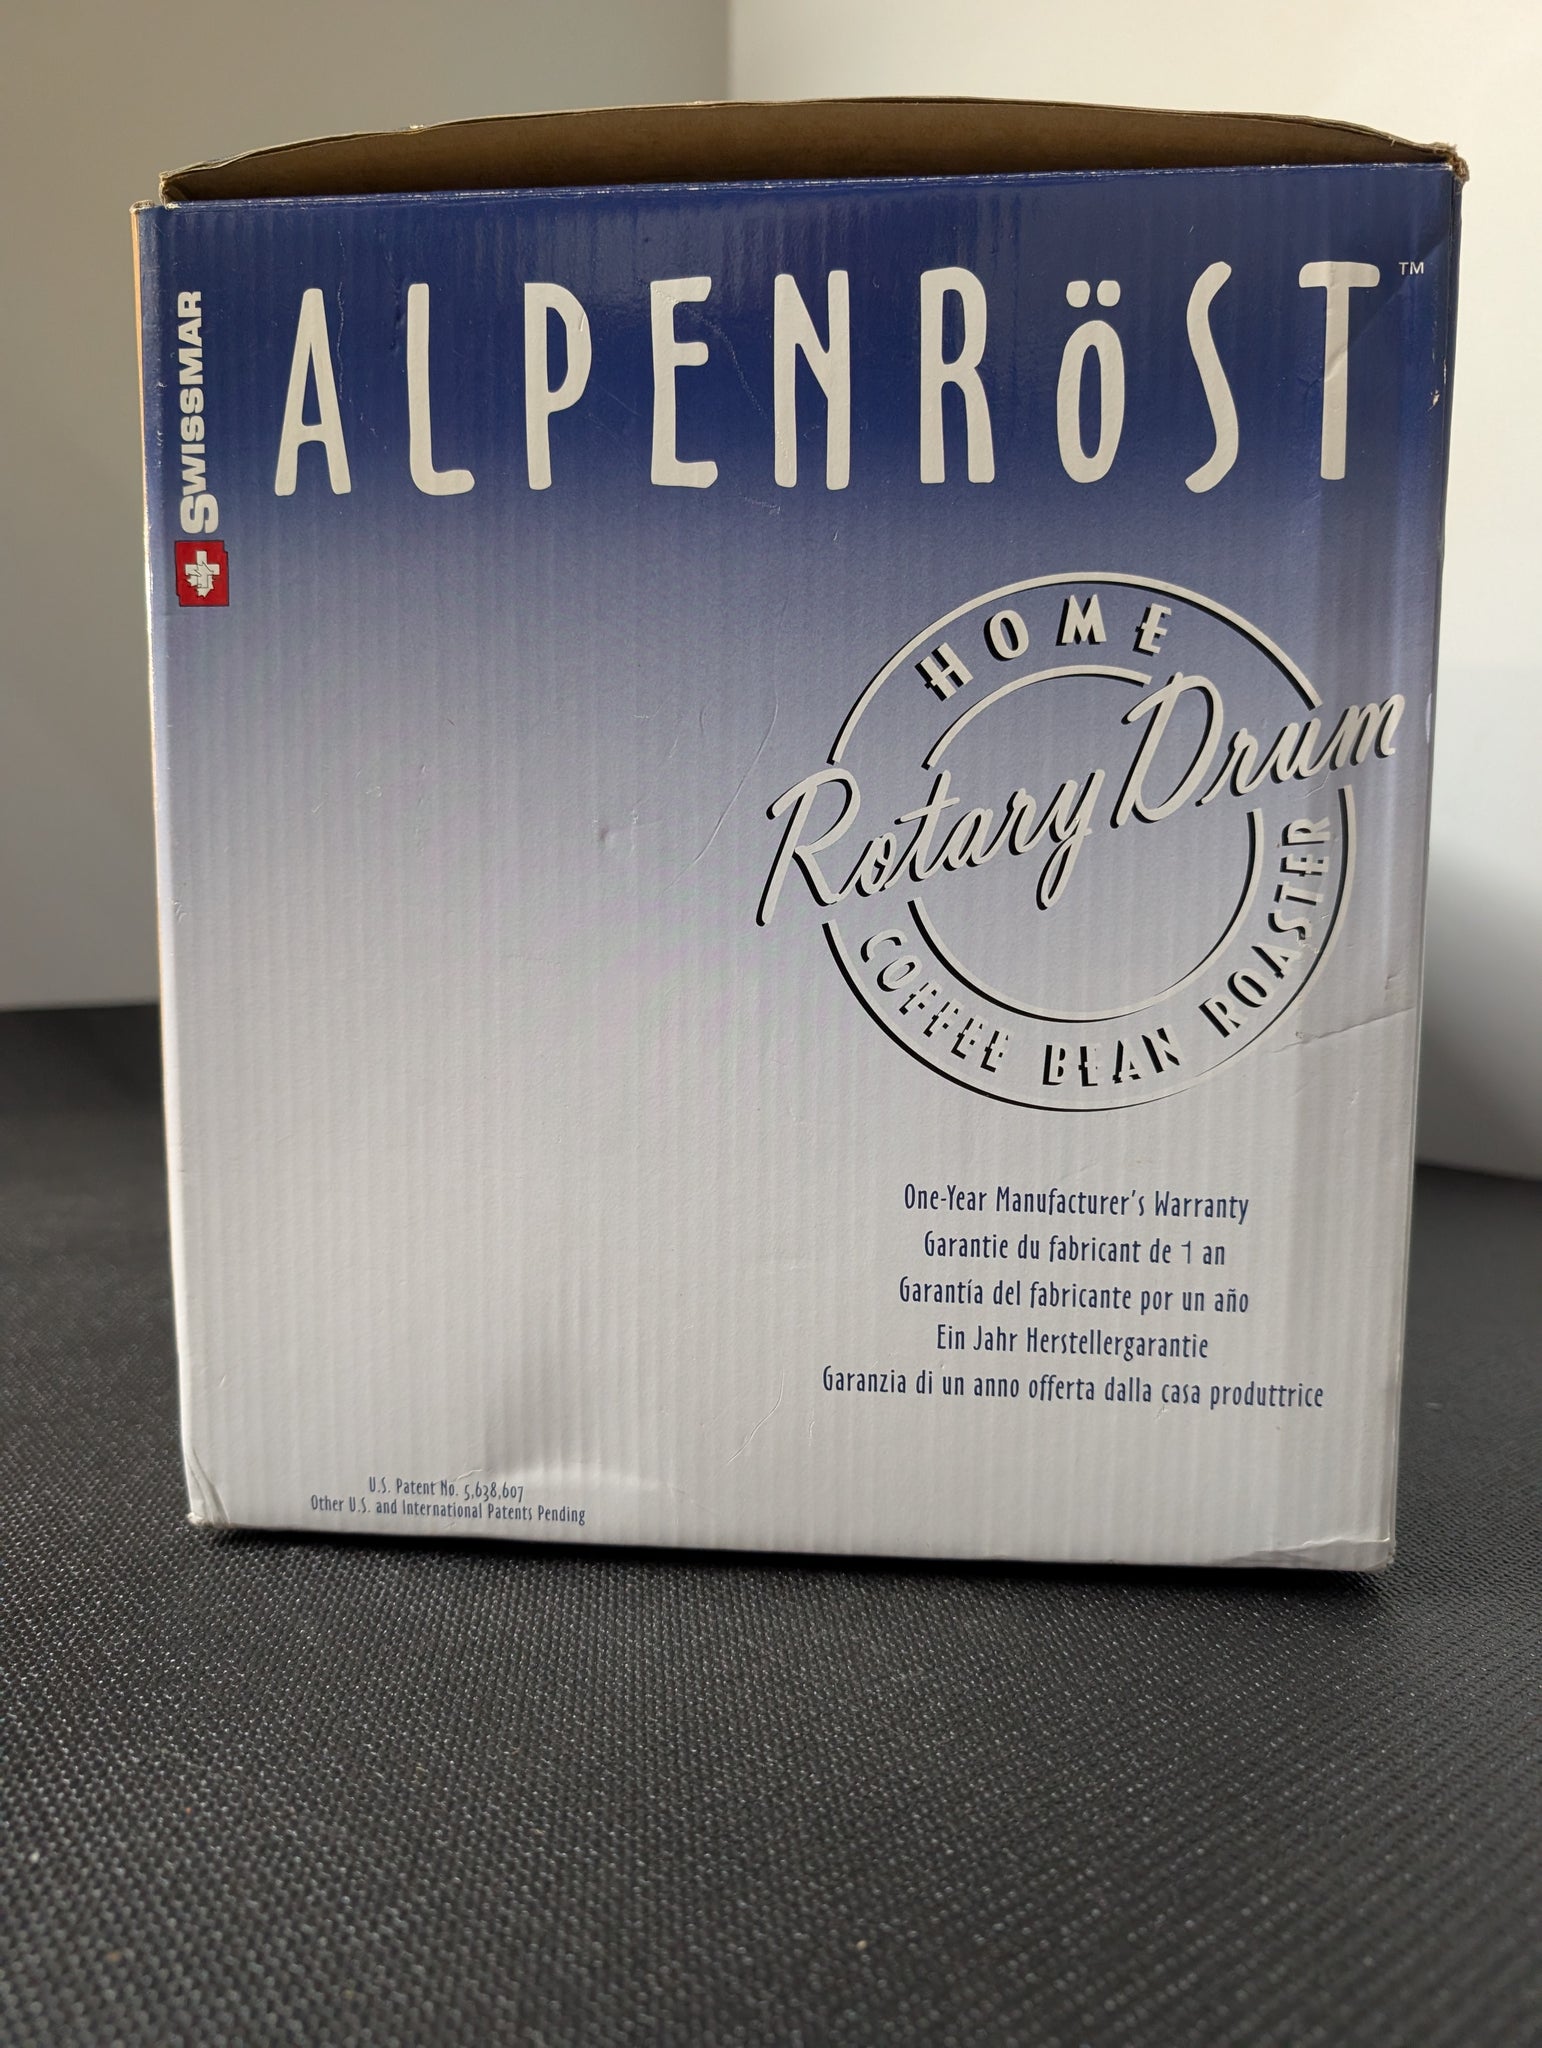 SWISSMAR
ALPENRöST™
HOME
Rotary Drum
COFFEE BEAN ROASTER
One-Year Manufacturer's Warranty
Garantie du fabricant de 1 an
Garantía del fabricante por un año
Ein Jahr Herstellergarantie
Garanzia di un anno offerta dalla casa produttrice
U.S. Patent No. 5,638,607
Other U.S. and International Patents Pending